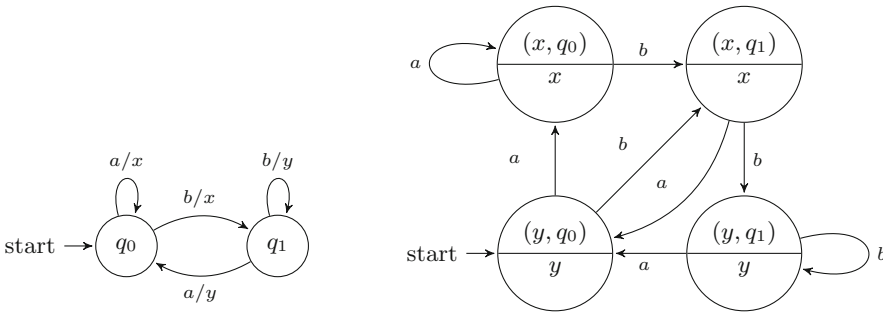 a/x
b/y
b/x
start
q₀
q₁
a/y
(x, q₀)
x
(x, q₁)
x
a
b
a
b
a
b
start
(y, q₀)
y
(y, q₁)
y
a
b